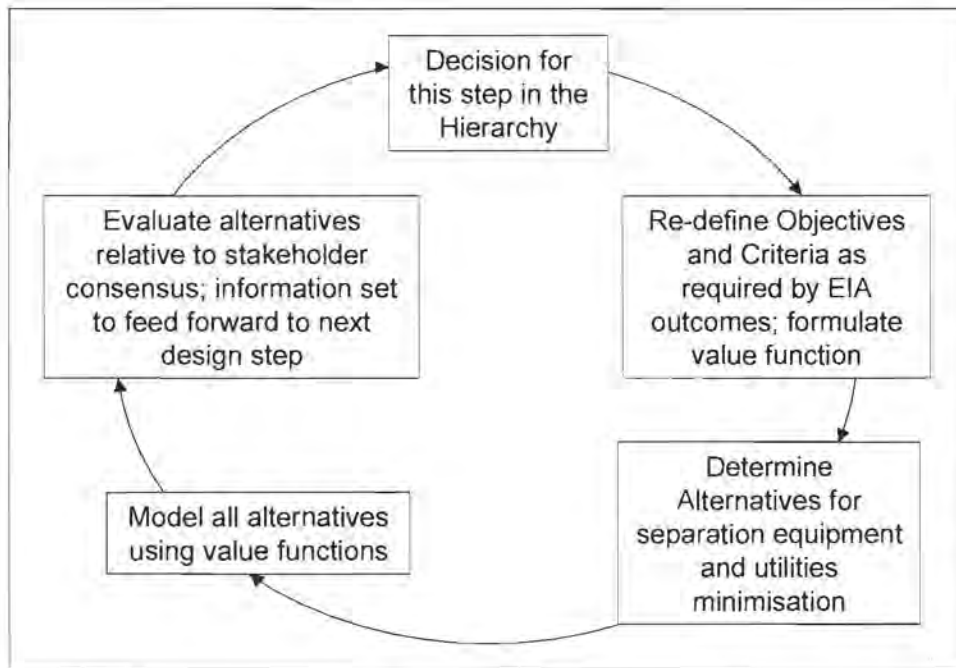 Decision for
this step in the
Hierarchy
Re-define Objectives
and Criteria as
required by EIA
outcomes; formulate
value function
Determine
Alternatives for
separation equipment
and utilities
minimisation
Model all alternatives
using value functions
Evaluate alternatives
relative to stakeholder
consensus; information set
to feed forward to next
design step